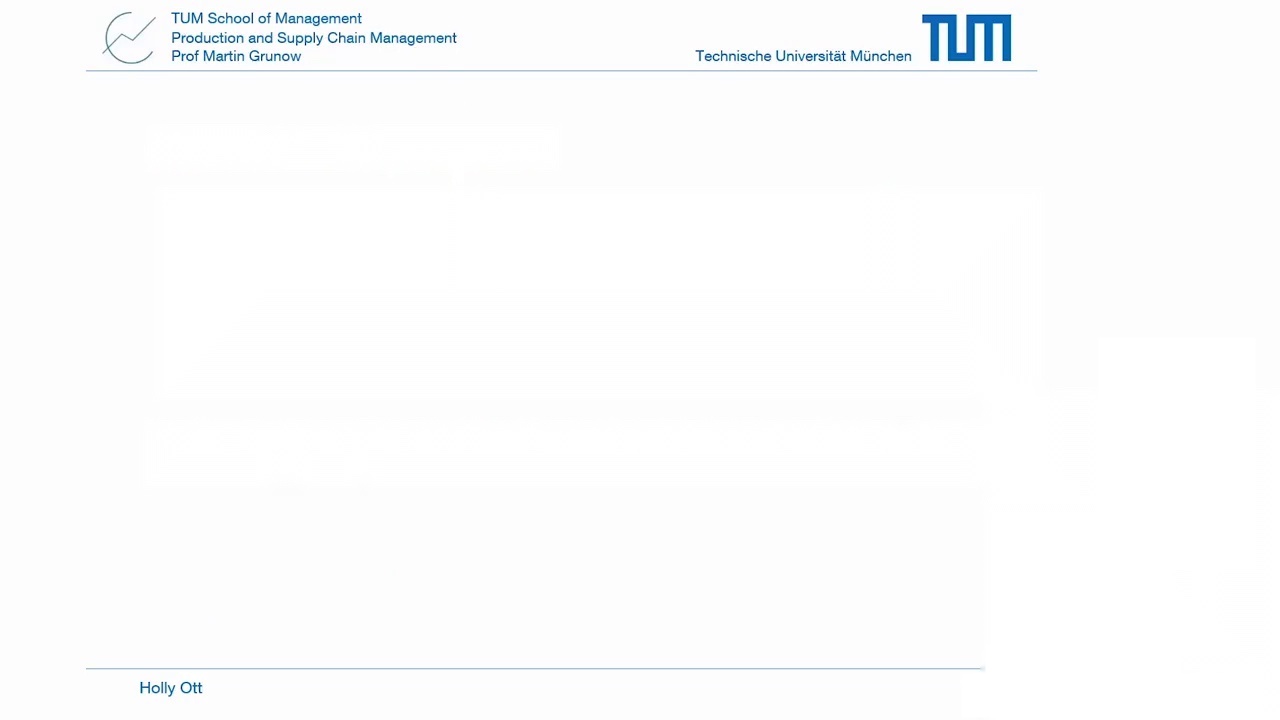 TUM School of Management
Production and Supply Chain Management
Prof Martin Grunow
Technische Universität München
TUM
Holly Ott